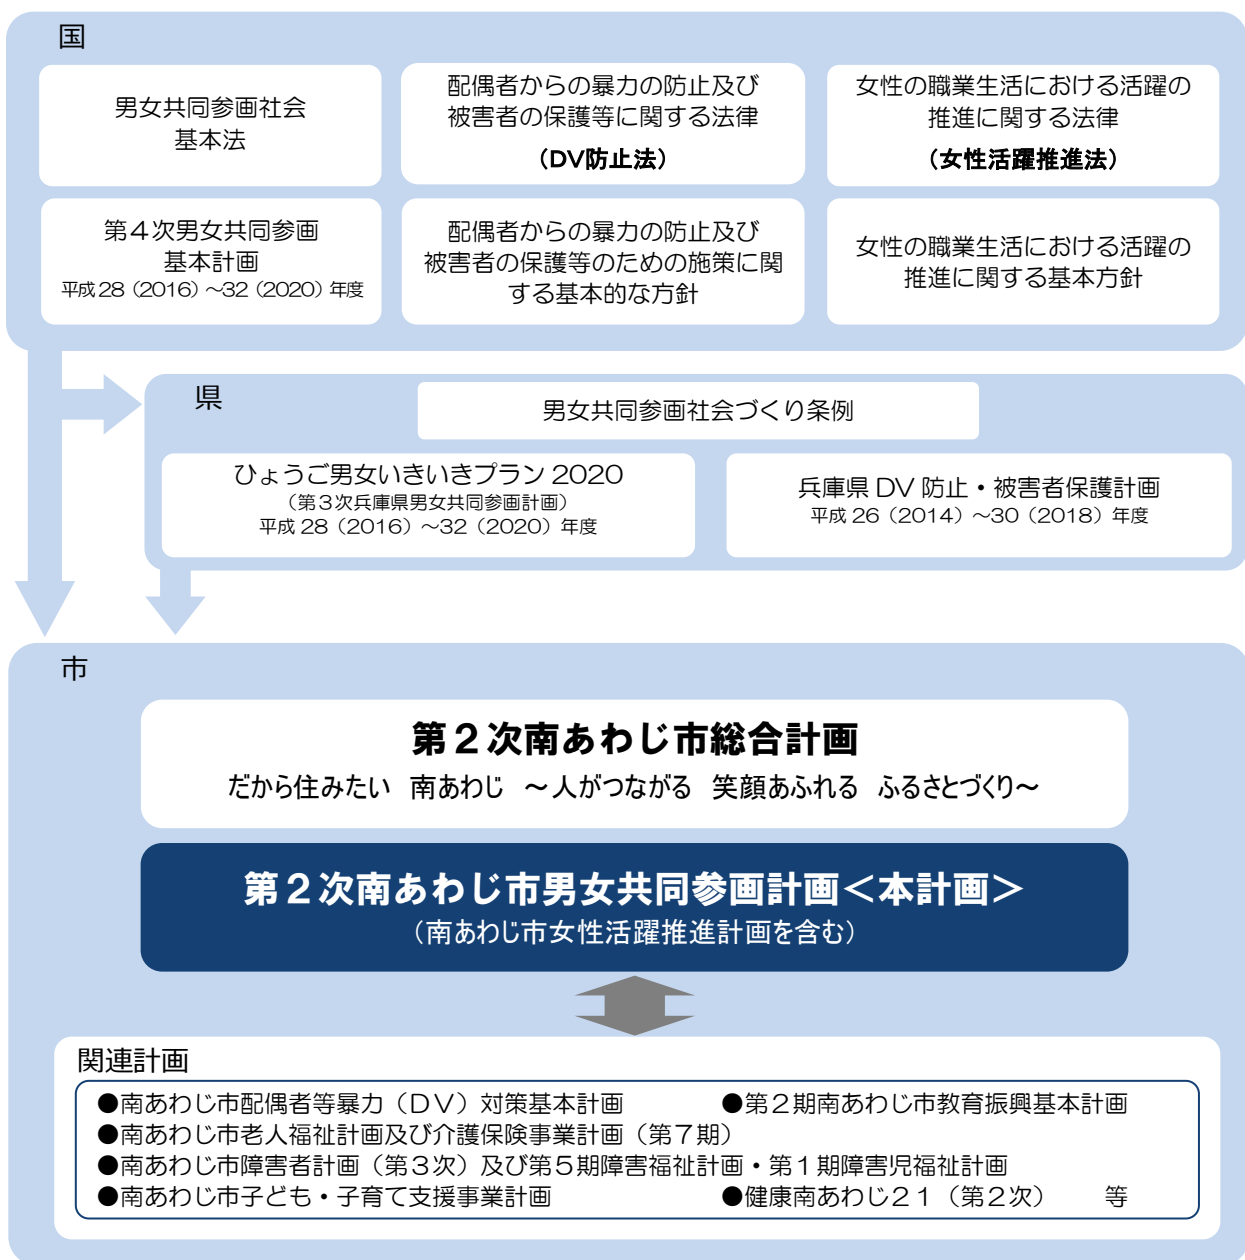 国
男女共同参画社会
基本法
配偶者からの暴力の防止及び
被害者の保護等に関する法律
（DV防止法）
女性の職業生活における活躍の
推進に関する法律
（女性活躍推進法）
第４次男女共同参画
基本計画
平成28（2016）～32（2020）年度
配偶者からの暴力の防止及び
被害者の保護等のための施策に関
する基本的な方針
女性の職業生活における活躍の
推進に関する基本方針
県
男女共同参画社会づくり条例
ひょうご男女いきいきプラン2020
（第３次兵庫県男女共同参画計画）
平成28（2016）～32（2020）年度
兵庫県DV防止・被害者保護計画
平成26（2014）～30（2018）年度
市
第２次南あわじ市総合計画
だから住みたい　南あわじ　～人がつながる　笑顔あふれる　ふるさとづくり～
第２次南あわじ市男女共同参画計画＜本計画＞
（南あわじ市女性活躍推進計画を含む）
関連計画
●南あわじ市配偶者等暴力（ＤＶ）対策基本計画　●第２期南あわじ市教育振興基本計画
●南あわじ市老人福祉計画及び介護保険事業計画（第７期）
●南あわじ市障害者計画（第３次）及び第５期障害福祉計画・第１期障害児福祉計画
●南あわじ市子ども・子育て支援事業計画　●健康南あわじ２１（第２次）　等